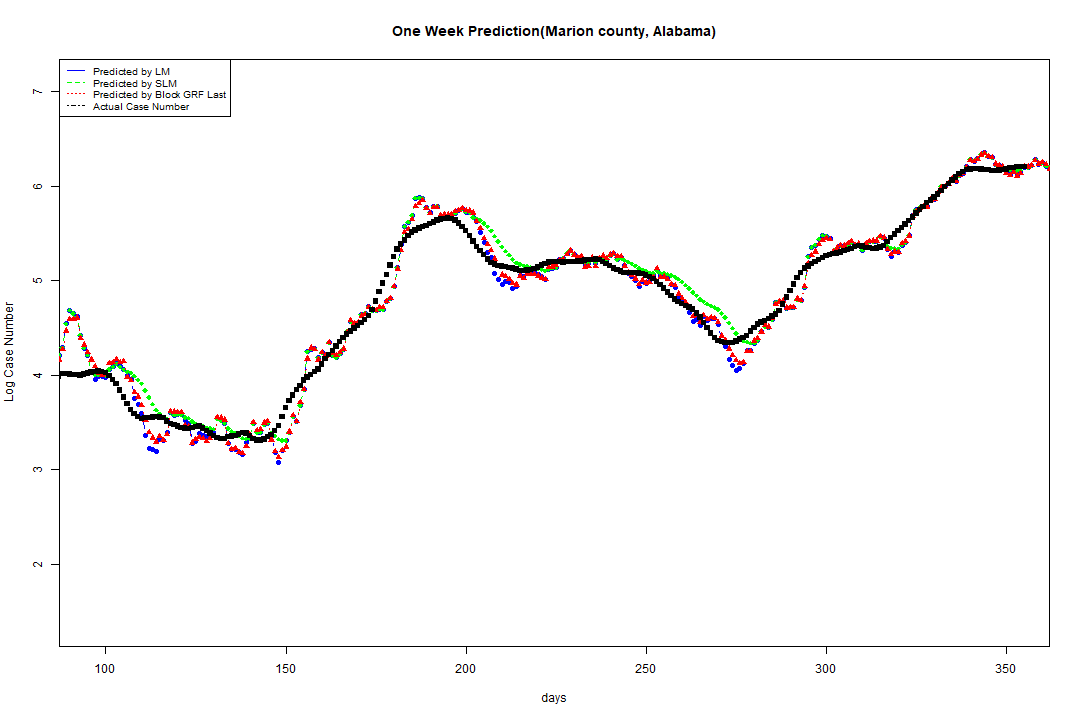 One Week Prediction(Marion county, Alabama)
Predicted by LM
Predicted by SLM
Predicted by Block GRF Last
Actual Case Number
7
6
5
4
3
2
Log Case Number
100 150 200 250 300 350
days